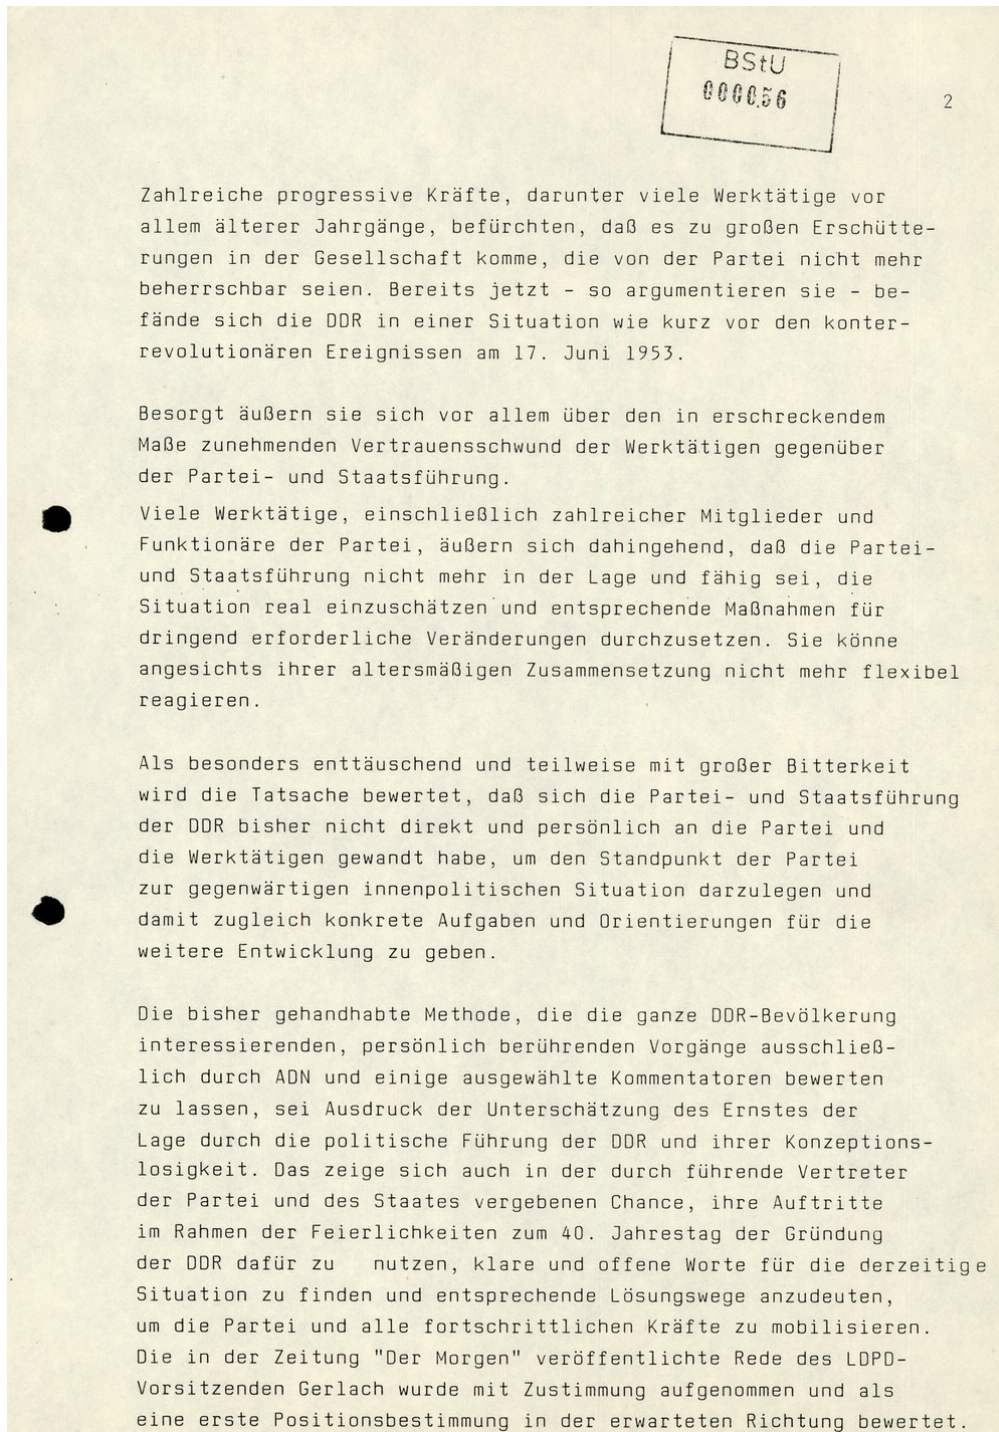 BStU
000056
2
Zahlreiche progressive Kräfte, darunter viele Werktätige vor
allem älterer Jahrgänge, befürchten, daß es zu großen Erschütte-
rungen in der Gesellschaft komme, die von der Partei nicht mehr
beherrschbar seien. Bereits jetzt - so argumentieren sie - be-
fände sich die DDR in einer Situation wie kurz vor den konter-
revolutionären Ereignissen am 17. Juni 1953.
Besorgt äußern sie sich vor allem über den in erschreckendem
Maße zunehmenden Vertrauensschwund der Werktätigen gegenüber
der Partei- und Staatsführung.
Viele Werktätige, einschließlich zahlreicher Mitglieder und
Funktionäre der Partei, äußern sich dahingehend, daß die Partei-
und Staatsführung nicht mehr in der Lage und fähig sei, die
Situation real einzuschätzen und entsprechende Maßnahmen für
dringend erforderliche Veränderungen durchzusetzen. Sie könne
angesichts ihrer altersmäßigen Zusammensetzung nicht mehr flexibel
reagieren.
Als besonders enttäuschend und teilweise mit großer Bitterkeit
wird die Tatsache bewertet, daß sich die Partei- und Staatsführung
der DDR bisher nicht direkt und persönlich an die Partei und
die Werktätigen gewandt habe, um den Standpunkt der Partei
zur gegenwärtigen innenpolitischen Situation darzulegen und
damit zugleich konkrete Aufgaben und Orientierungen für die
weitere Entwicklung zu geben.
Die bisher gehandhabte Methode, die die ganze DDR-Bevölkerung
interessierenden, persönlich berührenden Vorgänge ausschließ-
lich durch ADN und einige ausgewählte Kommentatoren bewerten
zu lassen, sei Ausdruck der Unterschätzung des Ernstes der
Lage durch die politische Führung der DDR und ihrer Konzeptions-
losigkeit. Das zeige sich auch in der durch führende Vertreter
der Partei und des Staates vergebenen Chance, ihre Auftritte
im Rahmen der Feierlichkeiten zum 40. Jahrestag der Gründung
der DDR dafür zu nutzen, klare und offene Worte für die derzeitige
Situation zu finden und entsprechende Lösungswege anzudeuten,
um die Partei und alle fortschrittlichen Kräfte zu mobilisieren.
Die in der Zeitung "Der Morgen" veröffentlichte Rede des LDPD-
Vorsitzenden Gerlach wurde mit Zustimmung aufgenommen und als
eine erste Positionsbestimmung in der erwarteten Richtung bewertet.